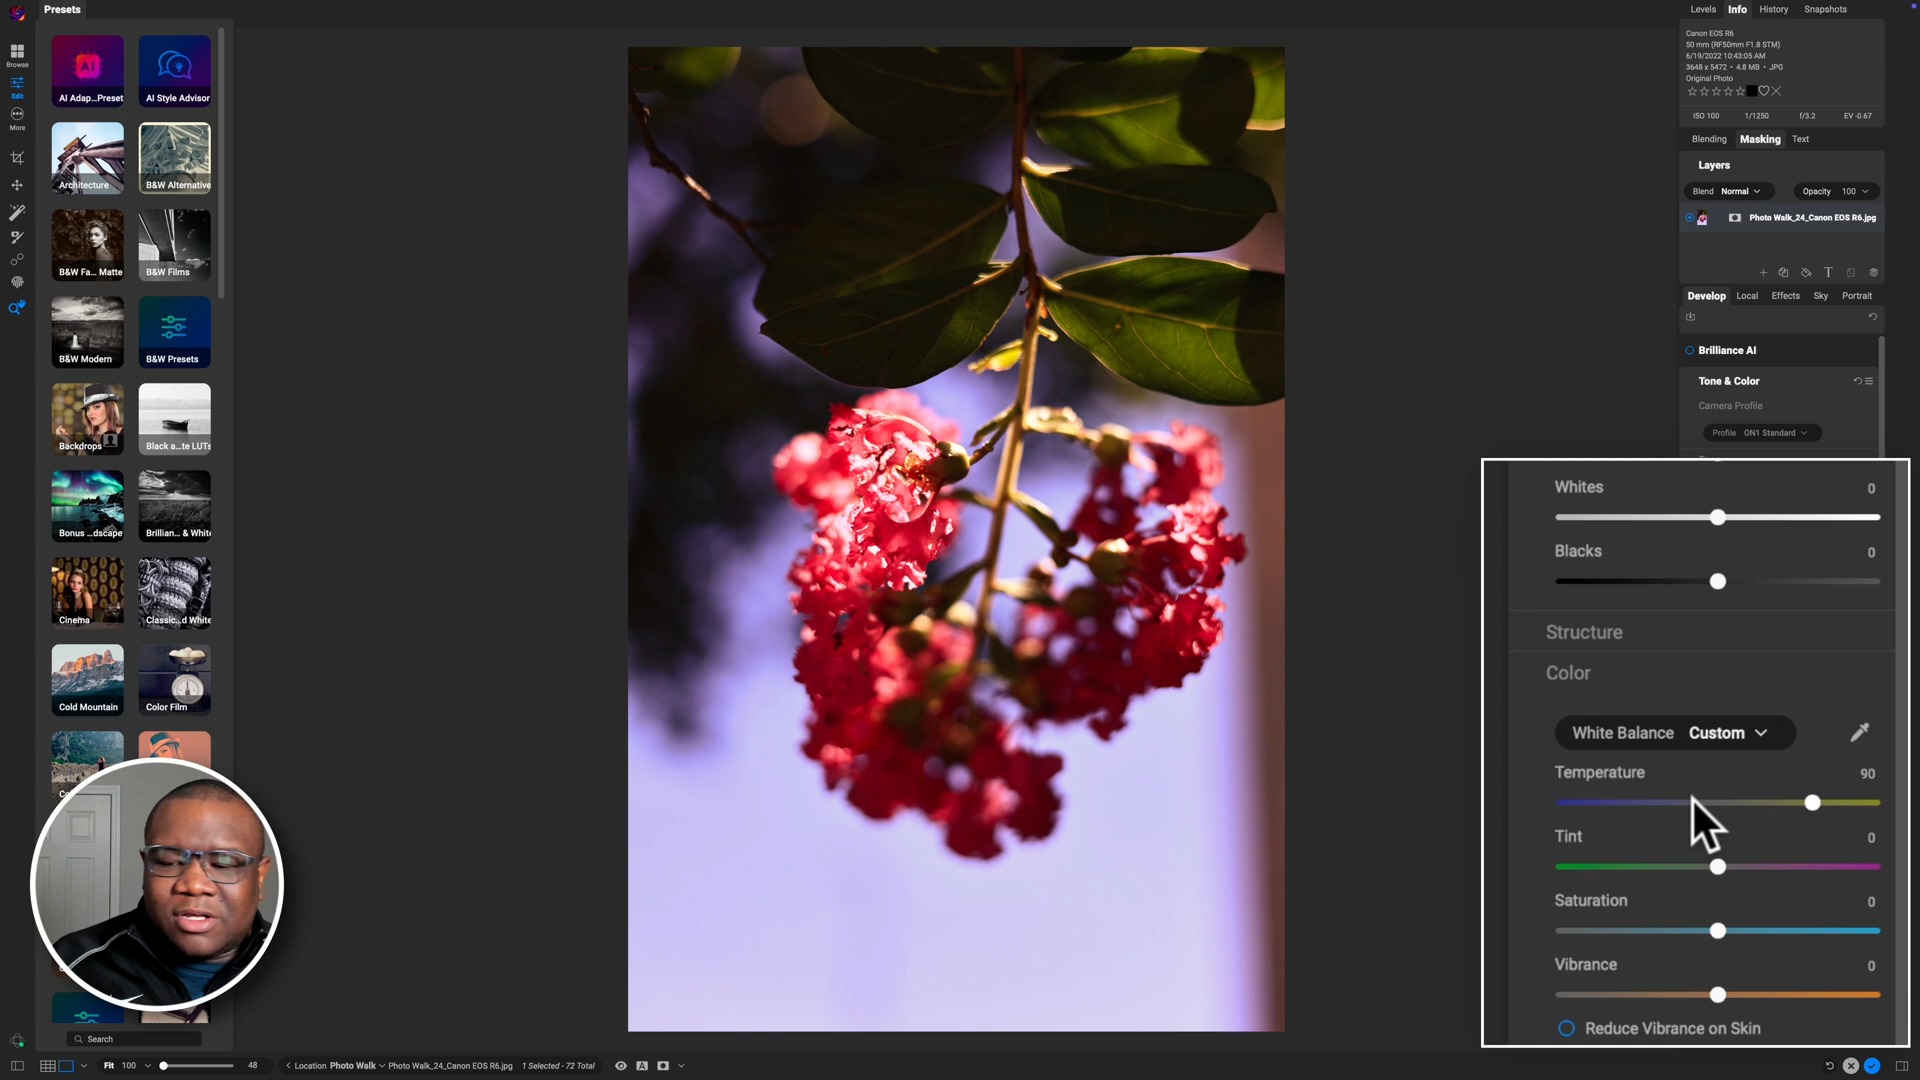 Presets
Levels Info History Snapshots
Browse
Edit
More
AI Adap...Preset
AI Style Advisor
Architecture
B&W Alternative
B&W Fa... Matte
B&W Films
B&W Modern
B&W Presets
Backdrops
Black a...te LUTs
Bonus ...dscape
Brillian... & White
Cinema
Classic...d White
Cold Mountain
Color Film
Search
Canon EOS R6
50 mm (RF50mm F1.8 STM)
6/19/2022 10:43:05 AM
3648 x 5472 • 4.8 MB • JPG
Original Photo
ISO 100 1/1250 f/3.2 EV -0.67
Blending Masking Text
Layers
Blend Normal Opacity 100
Photo Walk_24_Canon EOS R6.jpg
Develop Local Effects Sky Portrait
Brilliance AI
Tone & Color
Camera Profile
Profile ON1 Standard
Whites 0
Blacks 0
Structure
Color
White Balance Custom
Temperature 90
Tint 0
Saturation 0
Vibrance 0
Reduce Vibrance on Skin
Fit 100 48 Location Photo Walk Photo Walk_24_Canon EOS R6.jpg 1 Selected - 72 Total